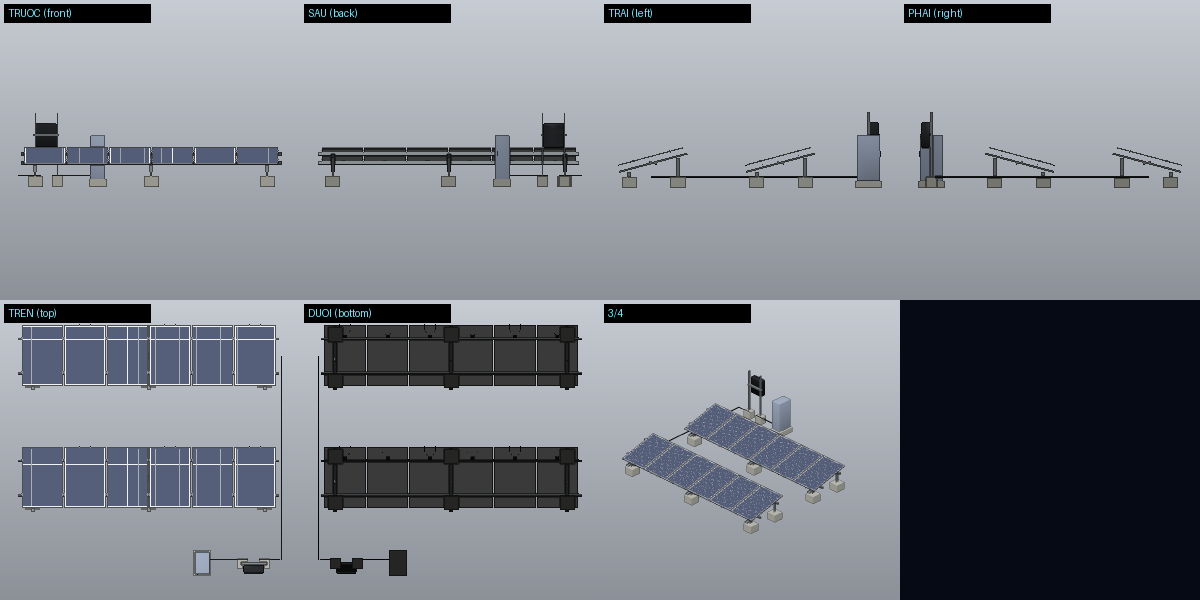 TRUOC (front)
SAU (back)
TRAI (left)
PHAI (right)
TREN (top)
DUOI (bottom)
3/4